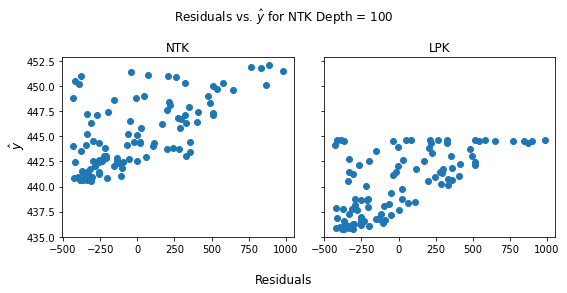 Residuals vs. ŷ for NTK Depth = 100
NTK
LPK
452.5
450.0
447.5
445.0
442.5
440.0
437.5
435.0
ŷ
−500 −250 0 250 500 750 1000
−500 −250 0 250 500 750 1000
Residuals